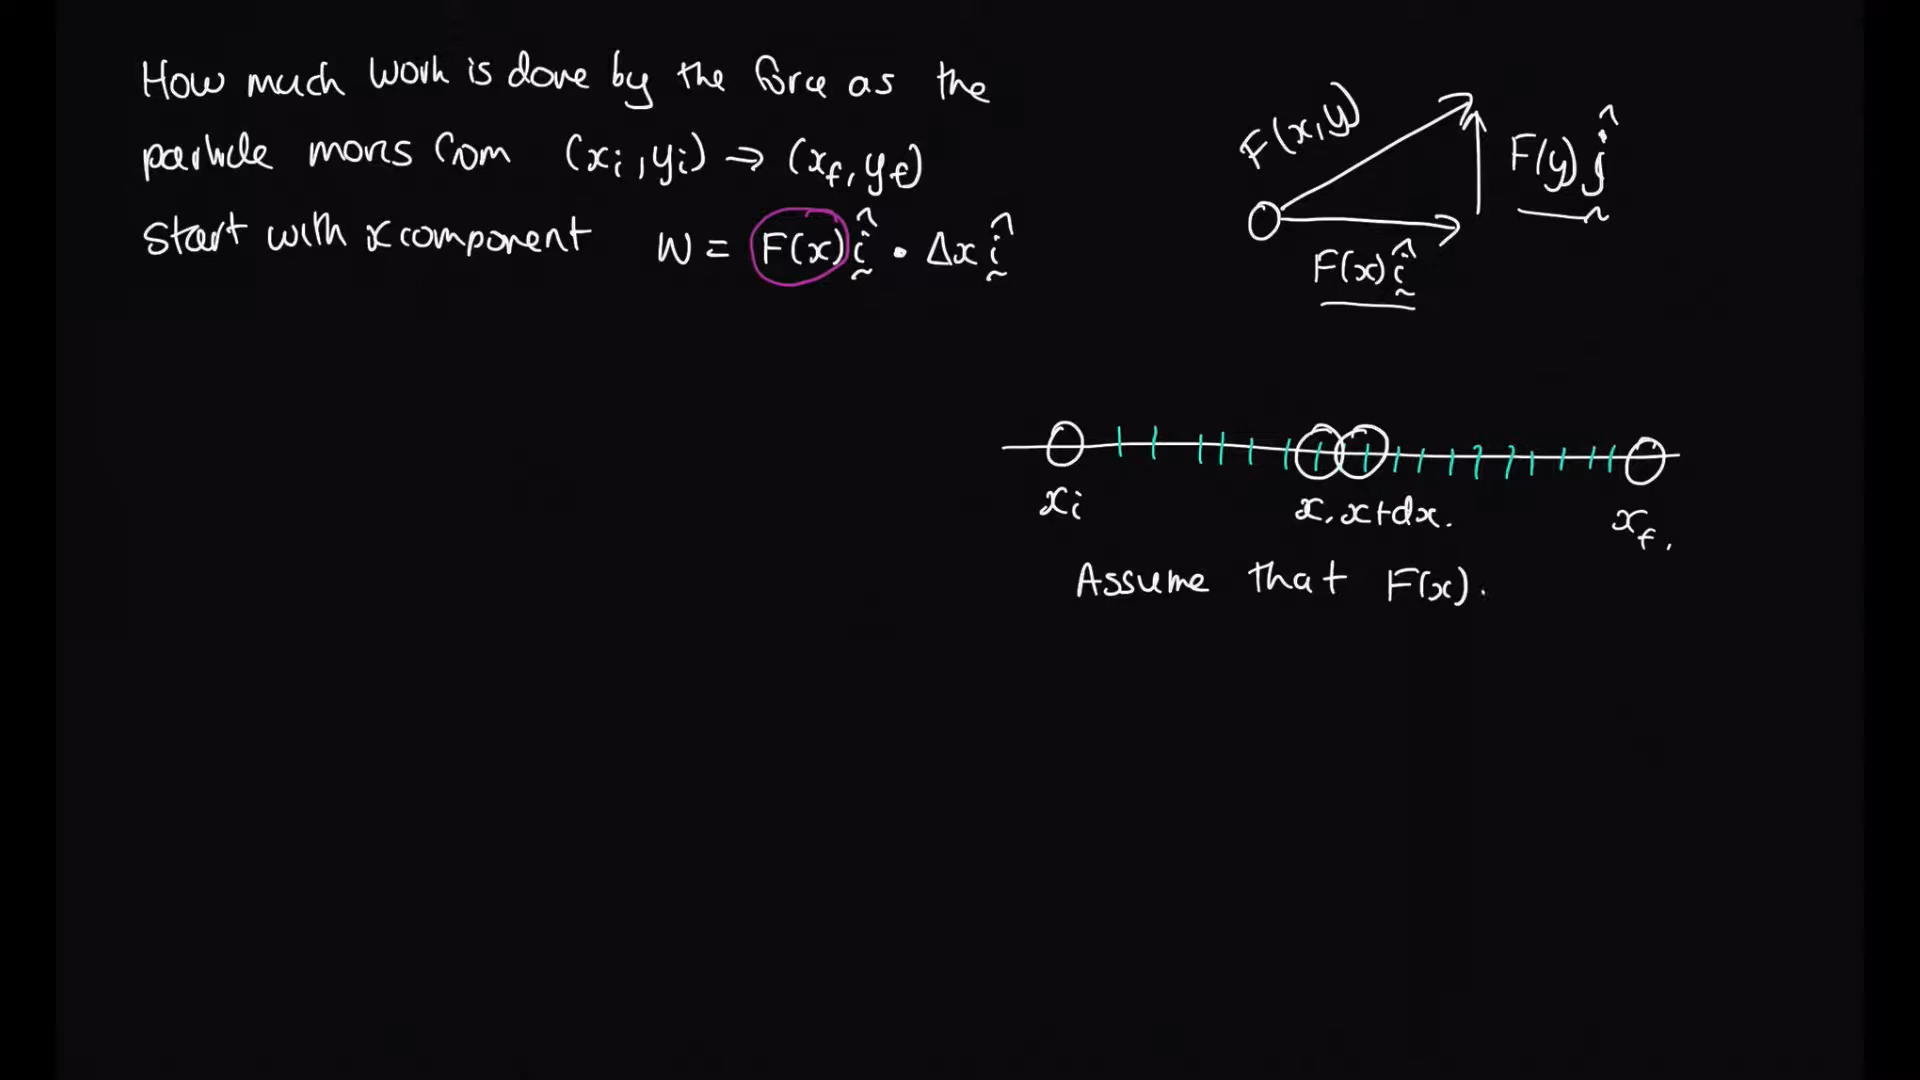 How much work is done by the force as the
particle moves from (xi, yi) ⇒ (xf, yf)
start with x component W = F(x) î • Δx î
F(x,y)
F(y) ĵ
F(x) î
xi x, x+dx. xf.
Assume that F(x).